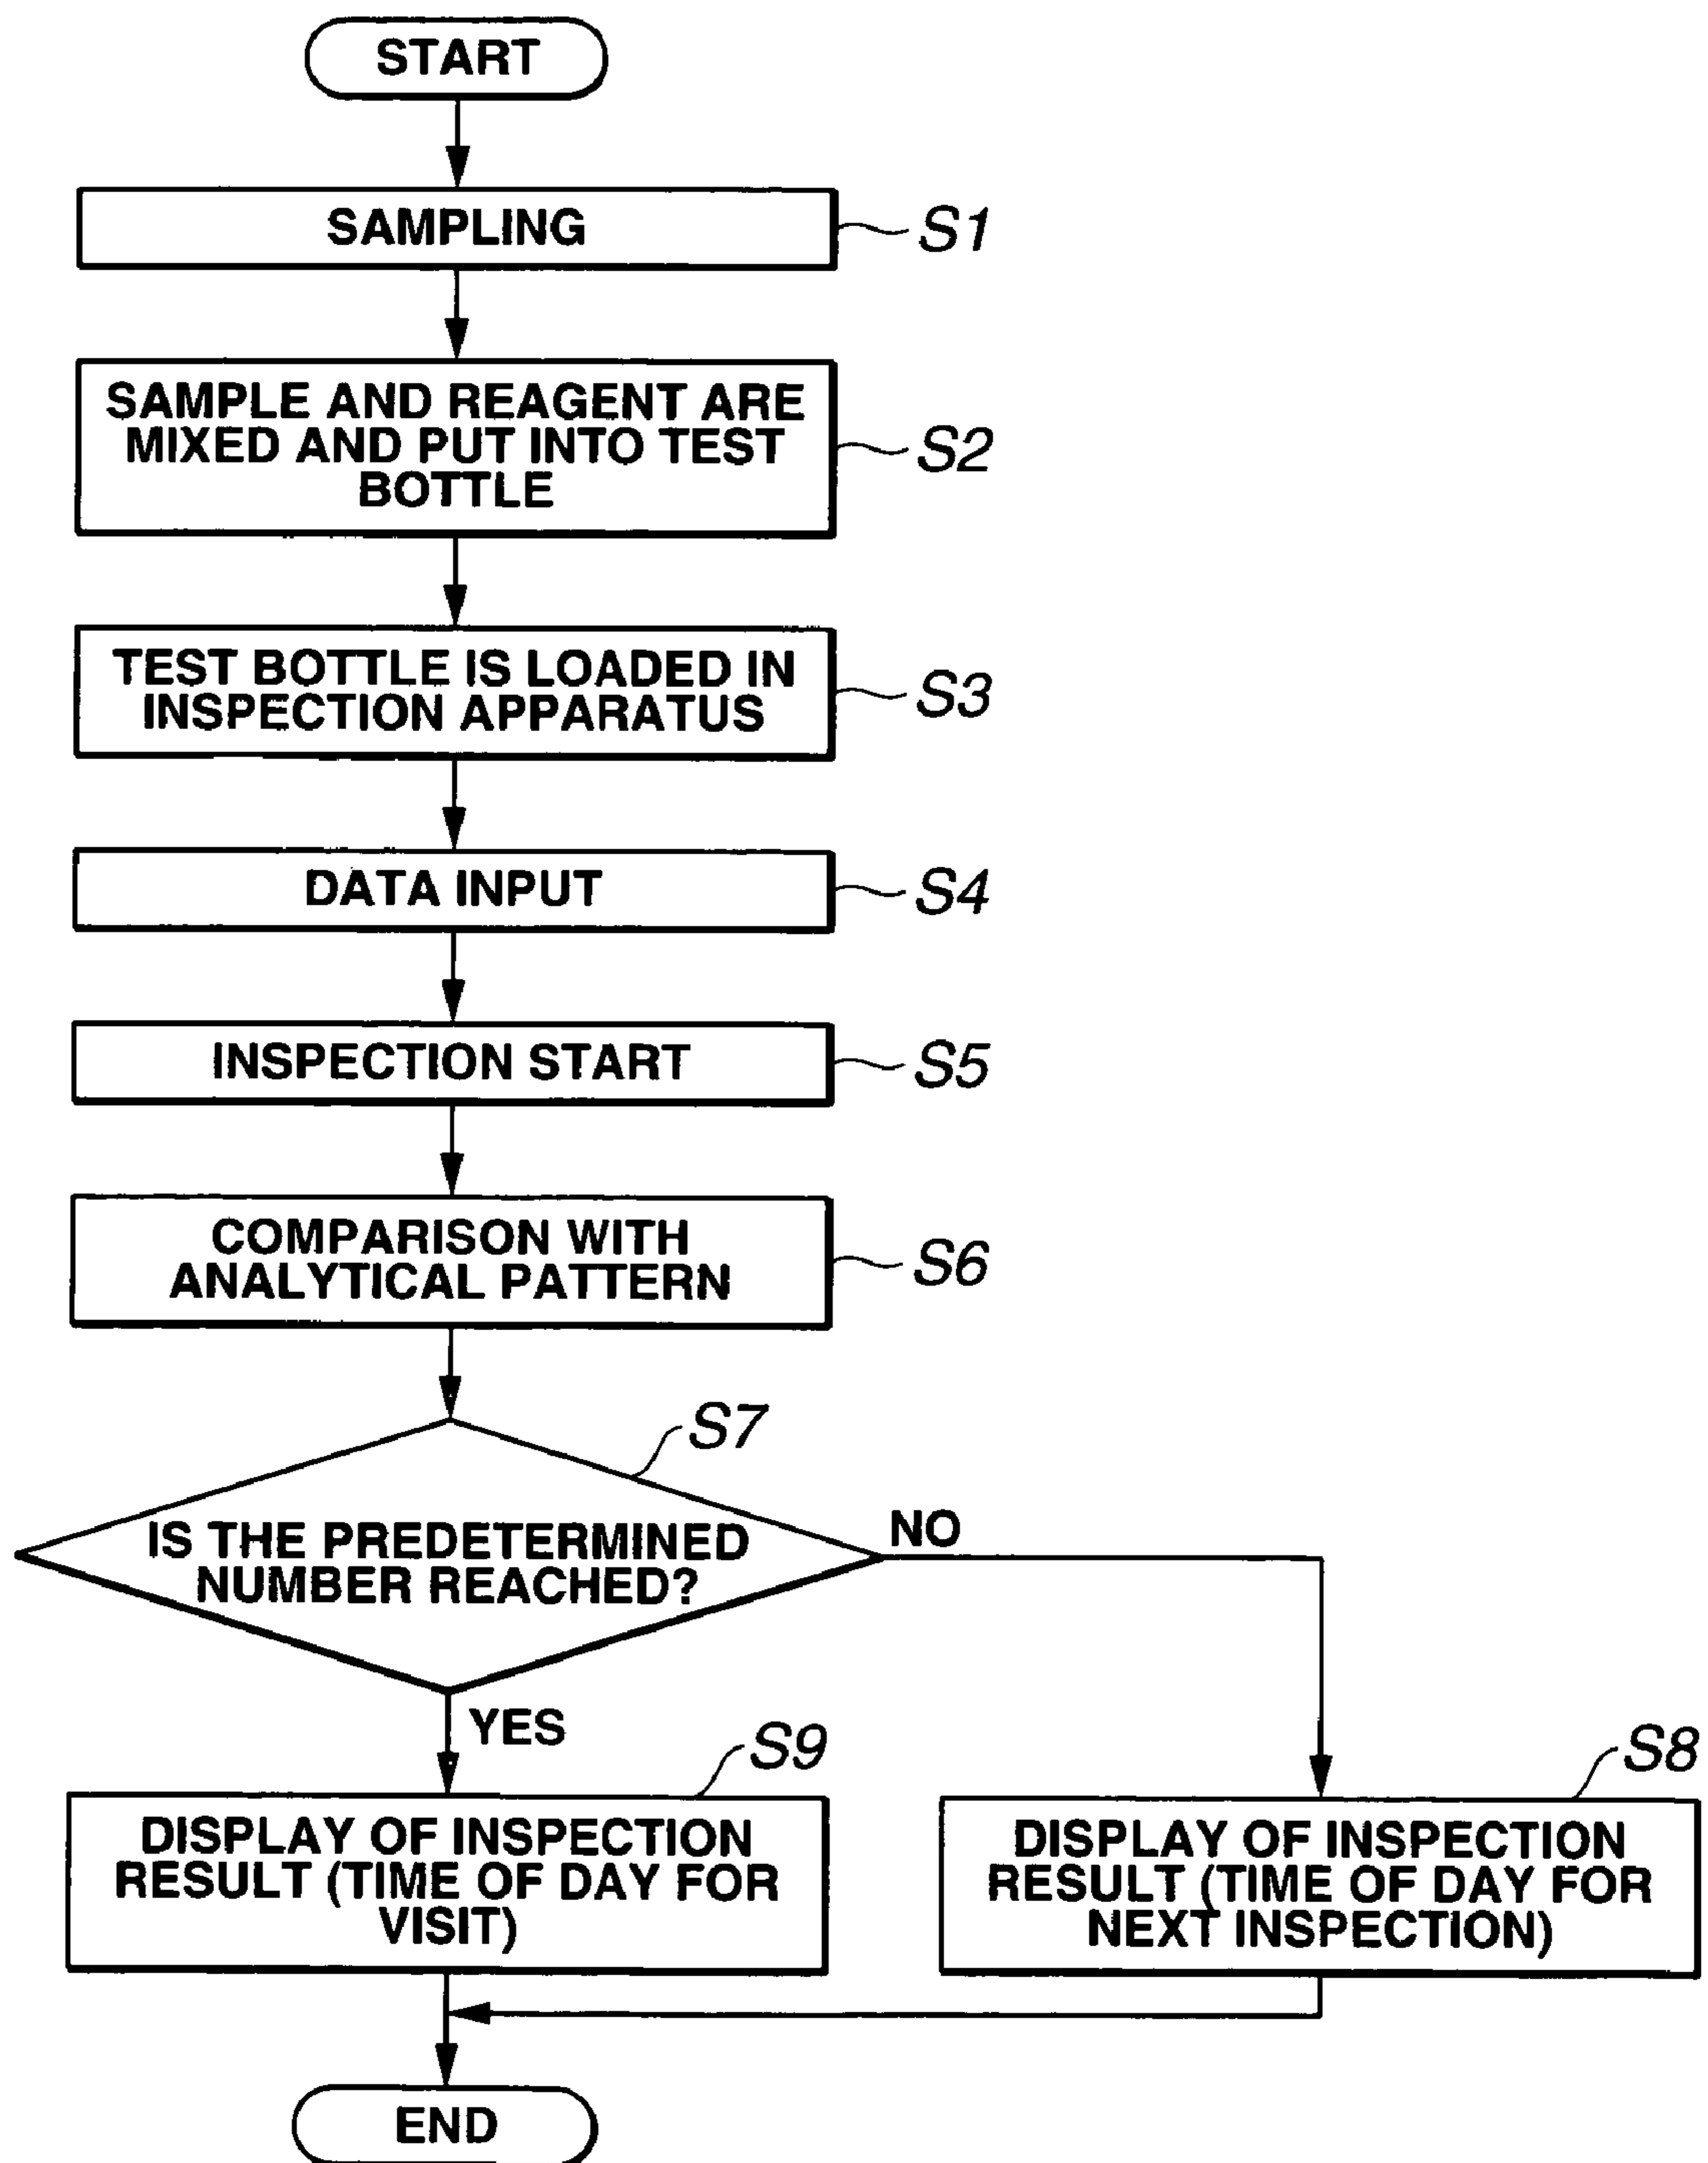 START
SAMPLING
S1
SAMPLE AND REAGENT ARE
MIXED AND PUT INTO TEST
BOTTLE
S2
TEST BOTTLE IS LOADED IN
INSPECTION APPARATUS
S3
DATA INPUT
S4
INSPECTION START
S5
COMPARISON WITH
ANALYTICAL PATTERN
S6
S7
IS THE PREDETERMINED
NUMBER REACHED?
NO
YES
S9
DISPLAY OF INSPECTION
RESULT (TIME OF DAY FOR
VISIT)
S8
DISPLAY OF INSPECTION
RESULT (TIME OF DAY FOR
NEXT INSPECTION)
END